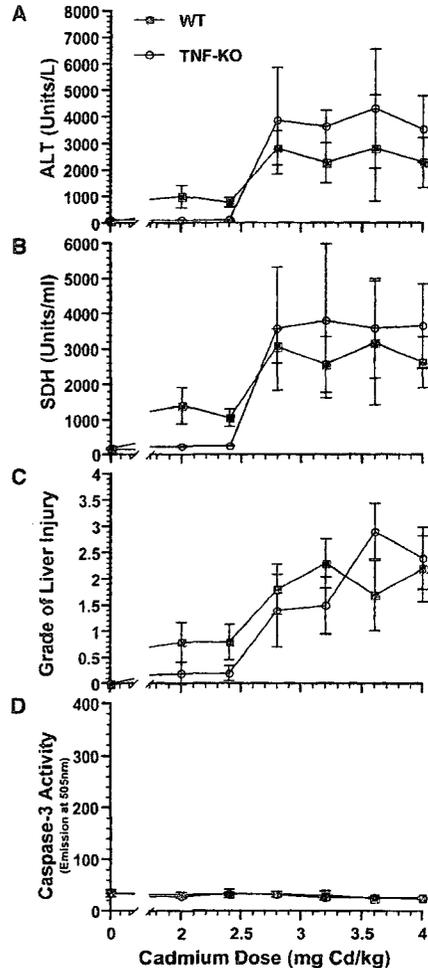 A
WT
TNF-KO
ALT (Units/L)
8000
7000
6000
5000
4000
3000
2000
1000
0
B
SDH (Units/ml)
6000
5000
4000
3000
2000
1000
0
C
Grade of Liver Injury
4
3.5
3
2.5
2
1.5
1
0.5
0
D
Caspase-3 Activity
(Emission at 505nm)
400
300
200
100
0
0 2 2.5 3 3.5 4
Cadmium Dose (mg Cd/kg)